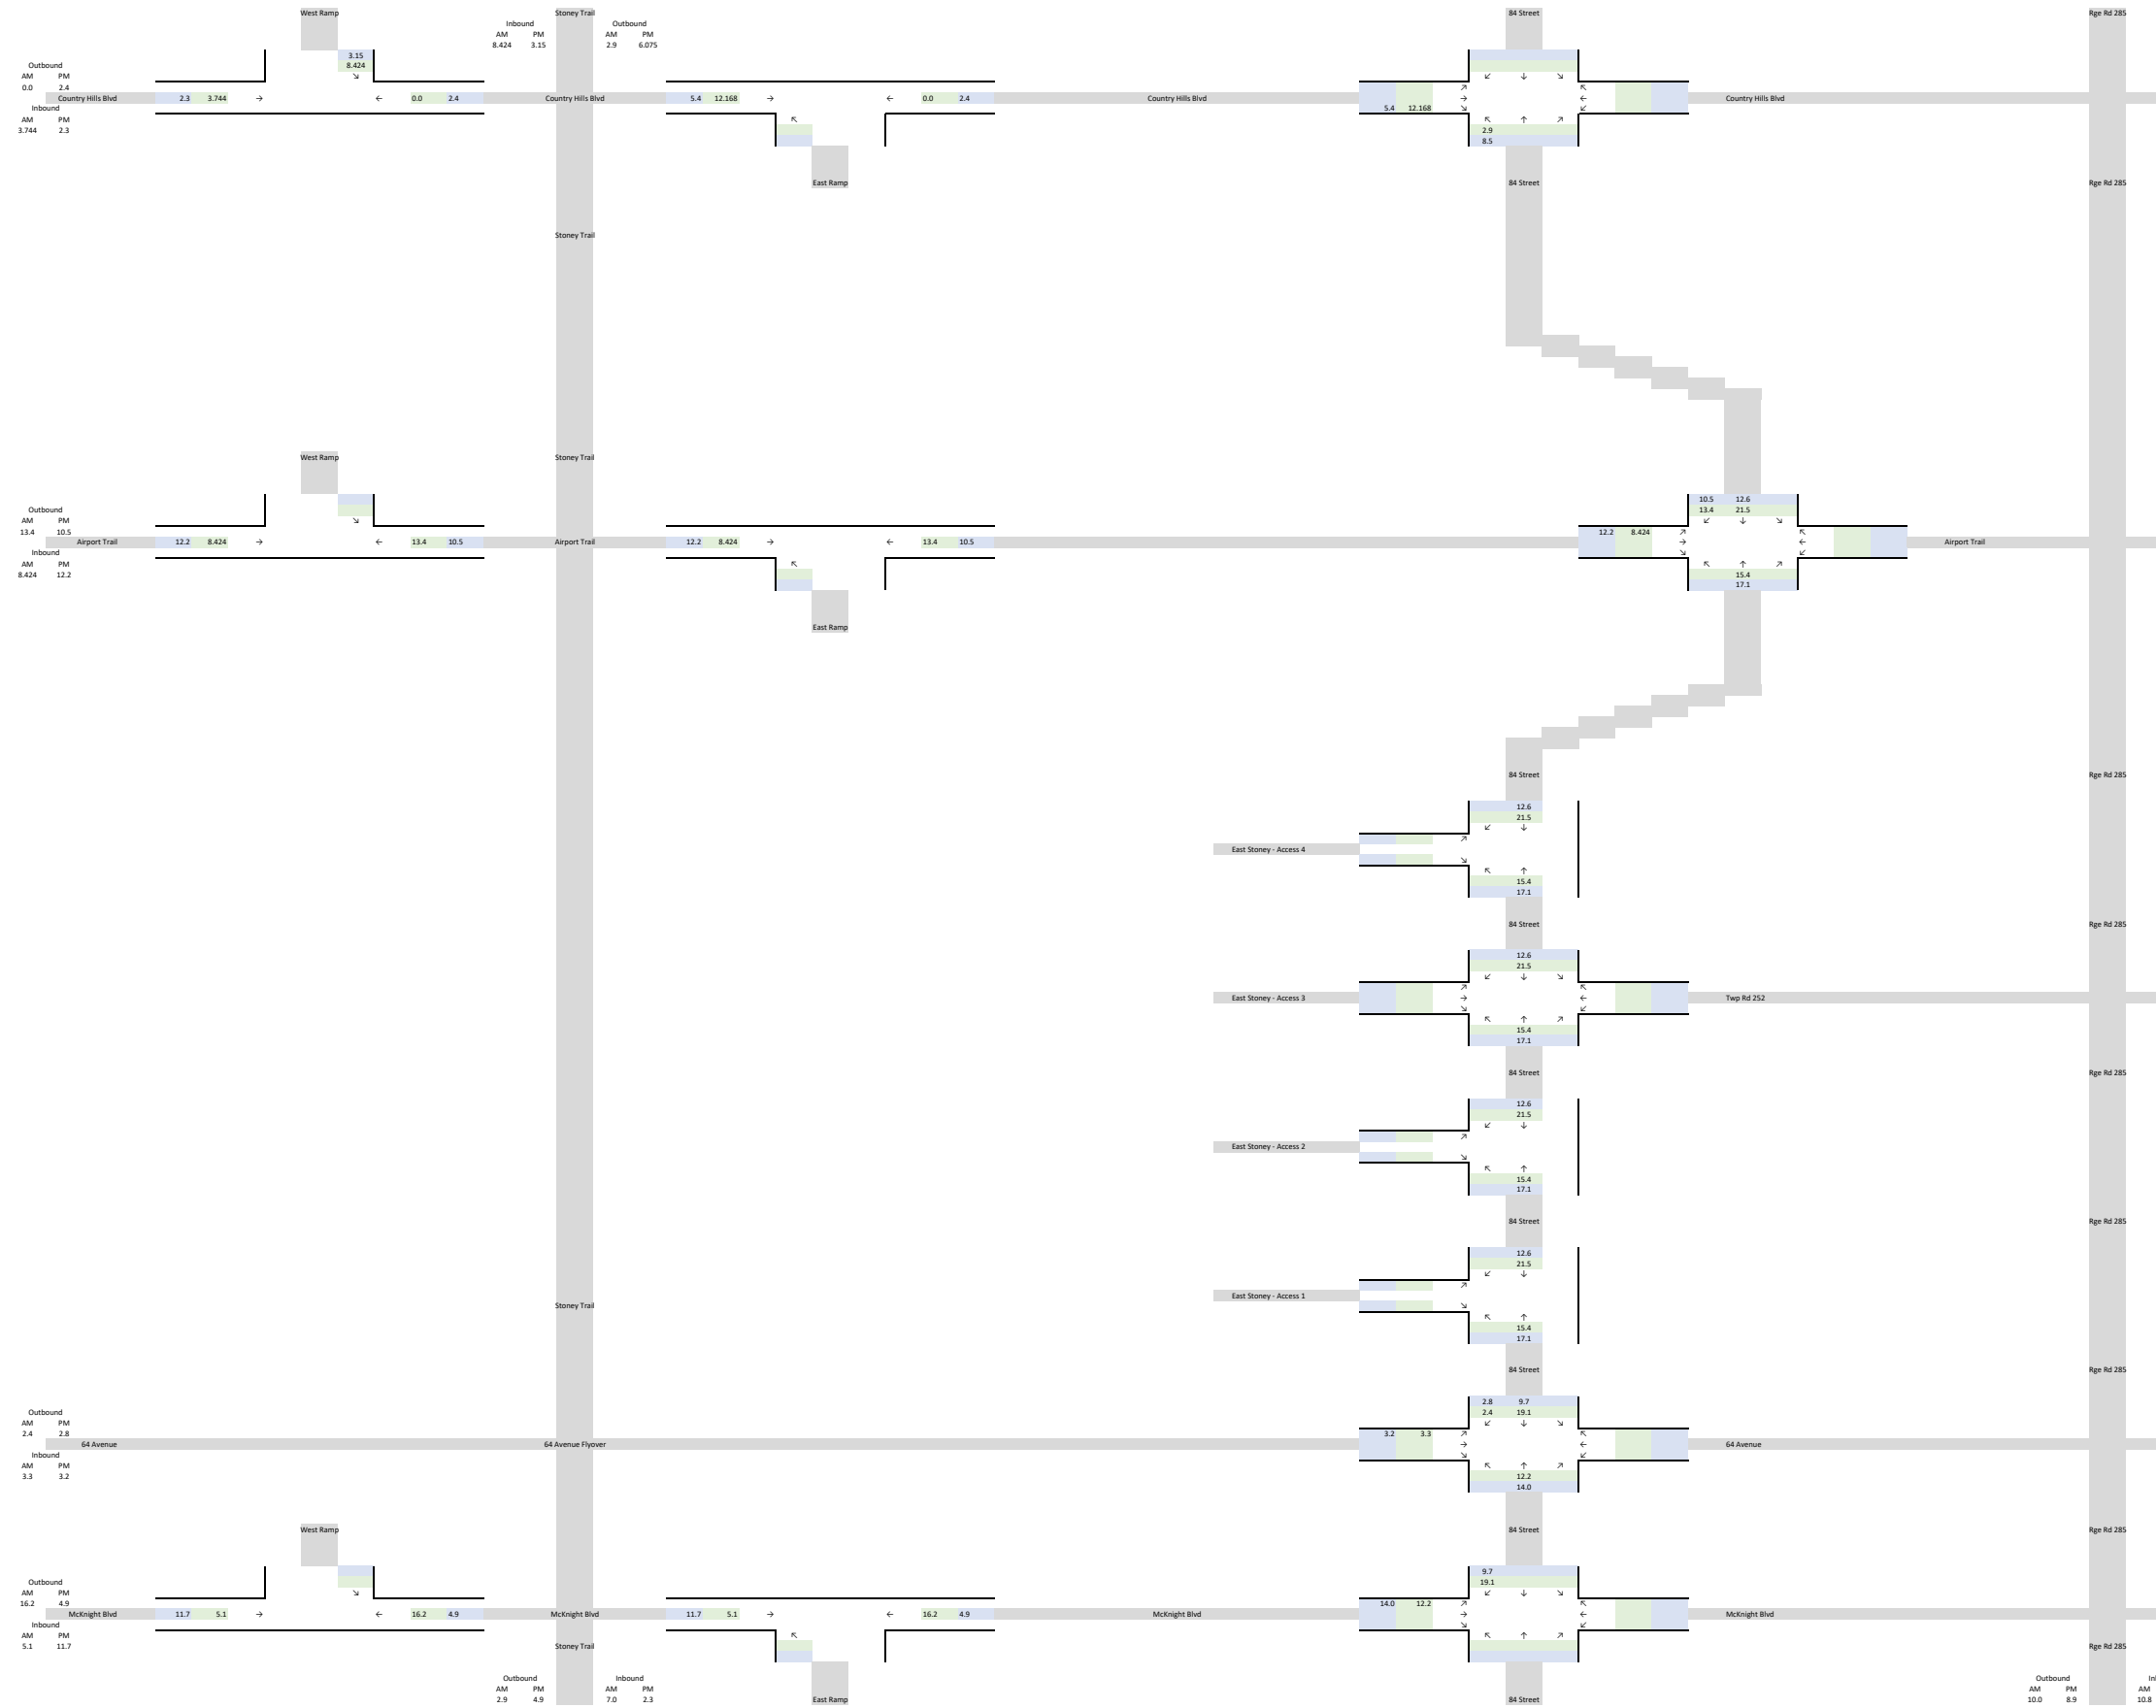 West Ramp Stoney Trail 84 Street Rge Rd 285
Inbound Outbound
AM PM AM PM
8.424 3.15 2.9 6.075
3.15
Outbound 8.424
AM PM ↘ ↙ ↓ ↘
0.0 2.4 ↗ ↖
Country Hills Blvd 2.3 3.744 → ← 0.0 2.4 Country Hills Blvd 5.4 12.168 → ← 0.0 2.4 Country Hills Blvd → ← Country Hills Blvd
Inbound 5.4 12.168 ↘ ↙
AM PM ↖ ↖ ↑ ↗
3.744 2.3 2.9
8.5
East Ramp 84 Street Rge Rd 285
Stoney Trail
West Ramp Stoney Trail
10.5 12.6
Outbound 13.4 21.5
AM PM ↘ ↙ ↓ ↘
13.4 10.5 12.2 8.424 ↗ ↖
Airport Trail 12.2 8.424 → ← 13.4 10.5 Airport Trail 12.2 8.424 → ← 13.4 10.5 → ← Airport Trail
Inbound ↘ ↙
AM PM ↖ ↖ ↑ ↗
8.424 12.2 15.4
17.1
East Ramp
84 Street Rge Rd 285
12.6
21.5
↙ ↓
↗
East Stoney - Access 4
↘
↖ ↑
15.4
17.1
84 Street Rge Rd 285
12.6
21.5
↙ ↓ ↘
↗ ↖
East Stoney - Access 3 → ← Twp Rd 252
↘ ↙
↖ ↑ ↗
15.4
17.1
84 Street Rge Rd 285
12.6
21.5
↙ ↓
↗
East Stoney - Access 2
↘
↖ ↑
15.4
17.1
84 Street Rge Rd 285
12.6
21.5
↙ ↓
↗
East Stoney - Access 1
Stoney Trail ↘
↖ ↑
15.4
17.1
84 Street Rge Rd 285
2.8 9.7
Outbound 2.4 19.1
AM PM ↙ ↓ ↘
2.4 2.8 3.2 3.3 ↗ ↖
64 Avenue 64 Avenue Flyover → ← 64 Avenue
Inbound ↘ ↙
AM PM ↖ ↑ ↗
3.3 3.2 12.2
14.0
West Ramp 84 Street Rge Rd 285
9.7
Outbound 19.1
AM PM ↘ ↙ ↓ ↘
16.2 4.9 14.0 12.2 ↗ ↖
McKnight Blvd 11.7 5.1 → ← 16.2 4.9 McKnight Blvd 11.7 5.1 → ← 16.2 4.9 McKnight Blvd → ← McKnight Blvd
Inbound ↘ ↙
AM PM ↖ ↖ ↑ ↗
5.1 11.7 Stoney Trail Rge Rd 285
Outbound Inbound Outbound
AM PM AM PM AM PM AM
2.9 4.9 7.0 2.3 East Ramp 84 Street 10.0 8.9 10.8